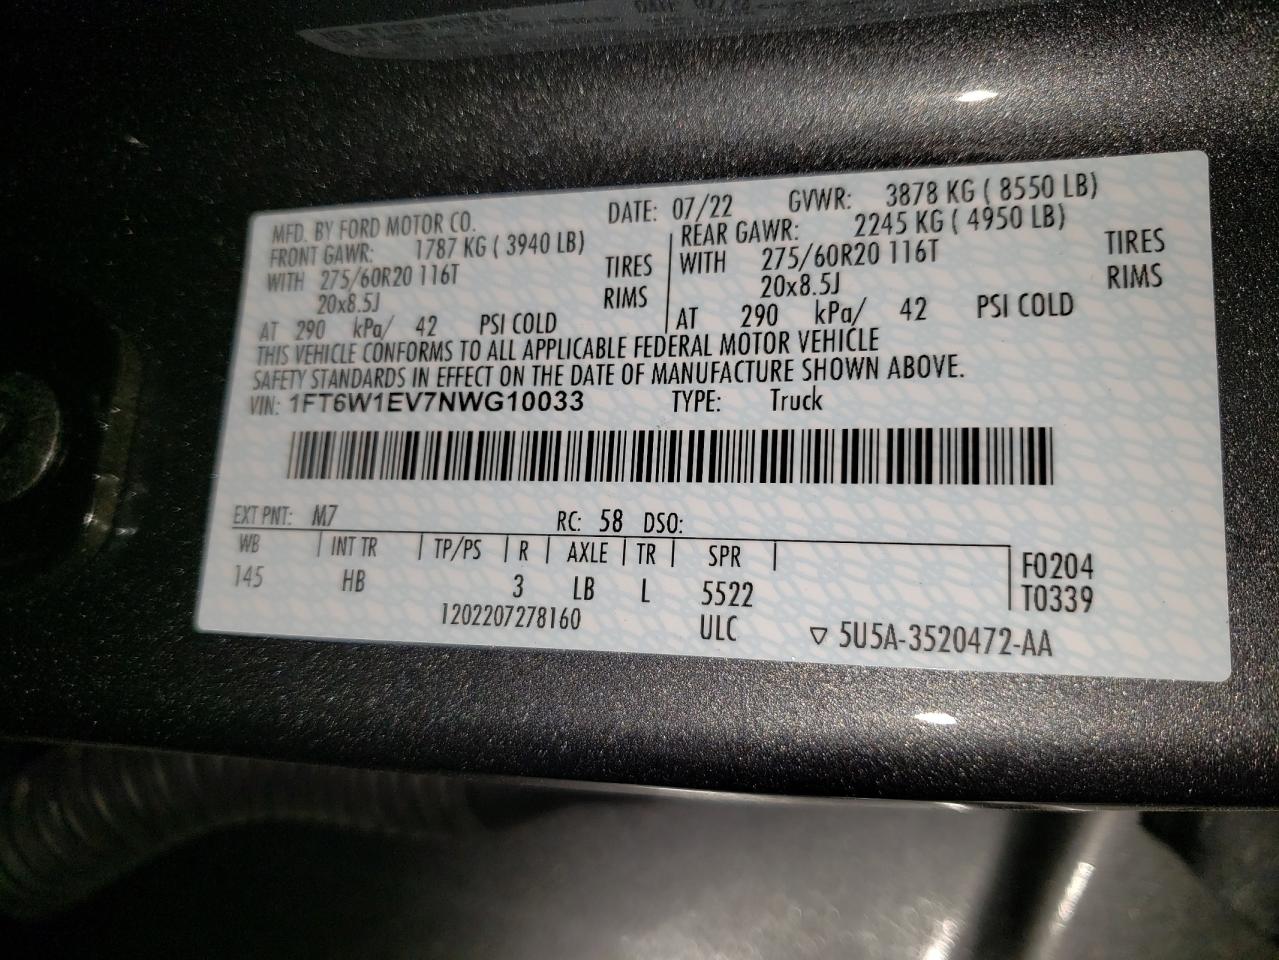 MFD. BY FORD MOTOR CO. DATE: 07/22 GVWR: 3878 KG ( 8550 LB)
FRONT GAWR: 1787 KG ( 3940 LB) REAR GAWR: 2245 KG ( 4950 LB)
WITH 275/60R20 116T TIRES WITH 275/60R20 116T TIRES
20x8.5J RIMS 20x8.5J RIMS
AT 290 kPa/ 42 PSI COLD AT 290 kPa/ 42 PSI COLD
THIS VEHICLE CONFORMS TO ALL APPLICABLE FEDERAL MOTOR VEHICLE
SAFETY STANDARDS IN EFFECT ON THE DATE OF MANUFACTURE SHOWN ABOVE.
VIN: 1FT6W1EV7NWG10033 TYPE: Truck
EXT PNT: M7 RC: 58 DSO:
WB INT TR TP/PS R AXLE TR SPR F0204
145 HB 3 LB L 5522 T0339
1202207278160 ULC ▽ 5U5A-3520472-AA